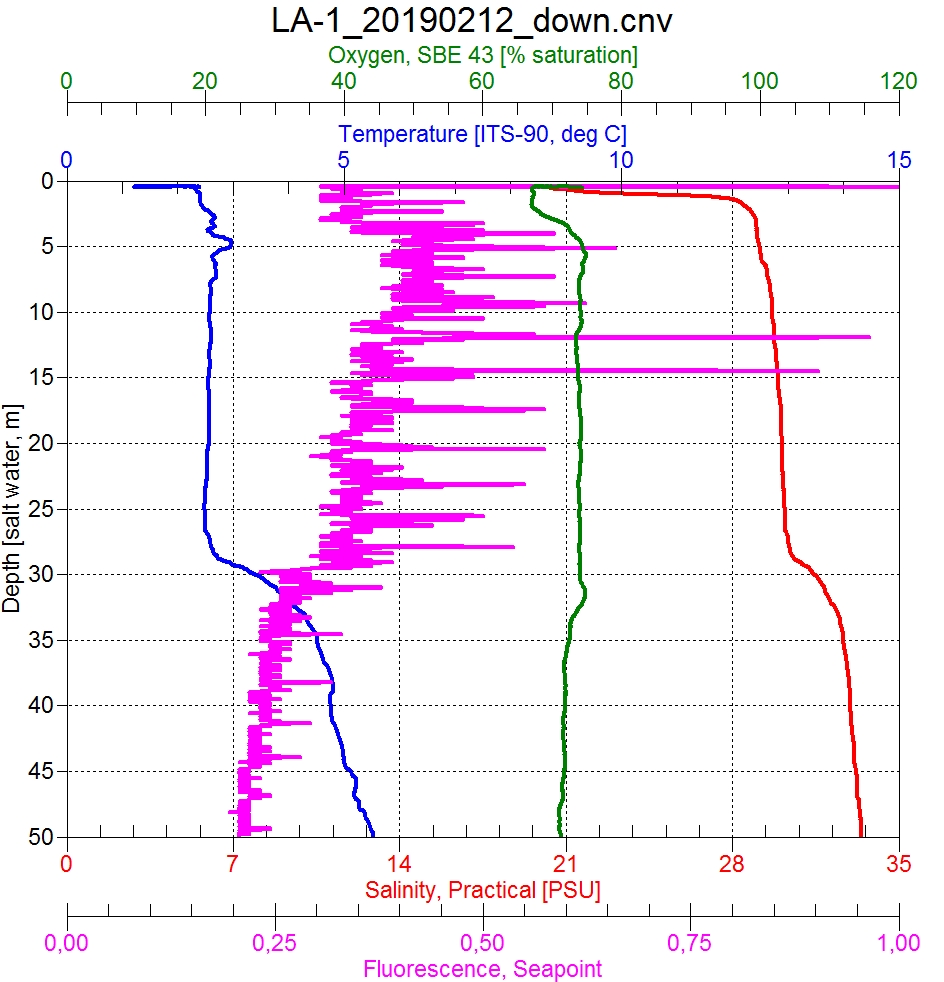 LA-1_20190212_down.cnv
Oxygen, SBE 43 [% saturation]
0 20 40 60 80 100 120
Temperature [ITS-90, deg C]
0 5 10 15
0
5
10
15
20
25
30
35
40
45
50
Depth [salt water, m]
0 7 14 21 28 35
Salinity, Practical [PSU]
0,00 0,25 0,50 0,75 1,00
Fluorescence, Seapoint